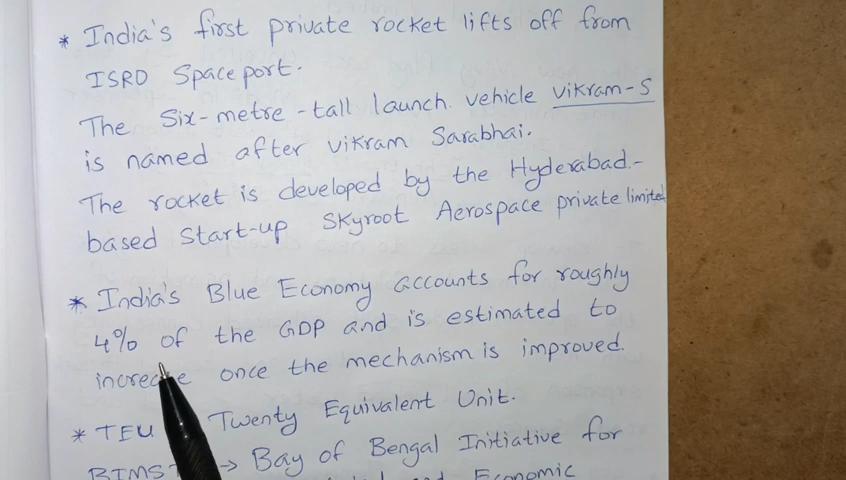 * India's first private rocket lifts off from
ISRO Spaceport.
The Six-metre-tall launch vehicle vikram-S
is named after vikram Sarabhai.
The rocket is developed by the Hyderabad-
based Start-up Skyroot Aerospace private limited
* India's Blue Economy accounts for roughly
4% of the GDP and is estimated to
increase once the mechanism is improved.
* TEU Twenty Equivalent Unit.
BIMST → Bay of Bengal Initiative for
and Economic